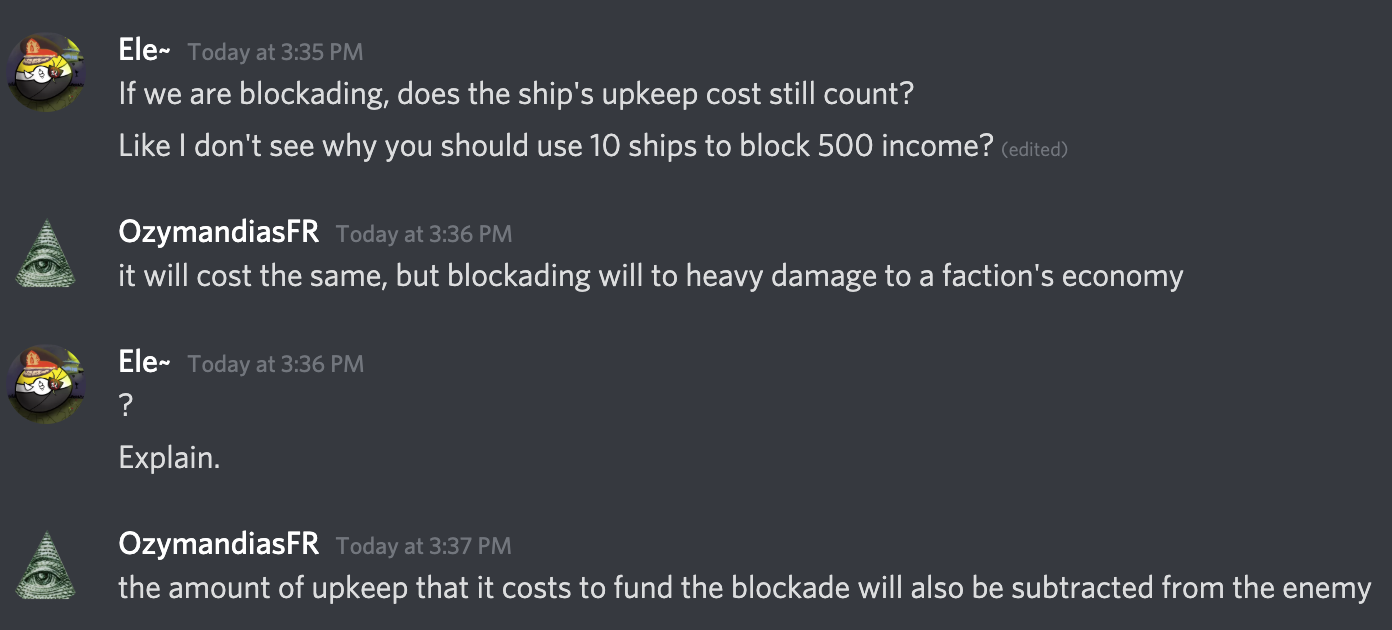 Ele~ Today at 3:35 PM
If we are blockading, does the ship's upkeep cost still count?
Like I don't see why you should use 10 ships to block 500 income? (edited)
OzymandiasFR Today at 3:36 PM
it will cost the same, but blockading will to heavy damage to a faction's economy
Ele~ Today at 3:36 PM
?
Explain.
OzymandiasFR Today at 3:37 PM
the amount of upkeep that it costs to fund the blockade will also be subtracted from the enemy